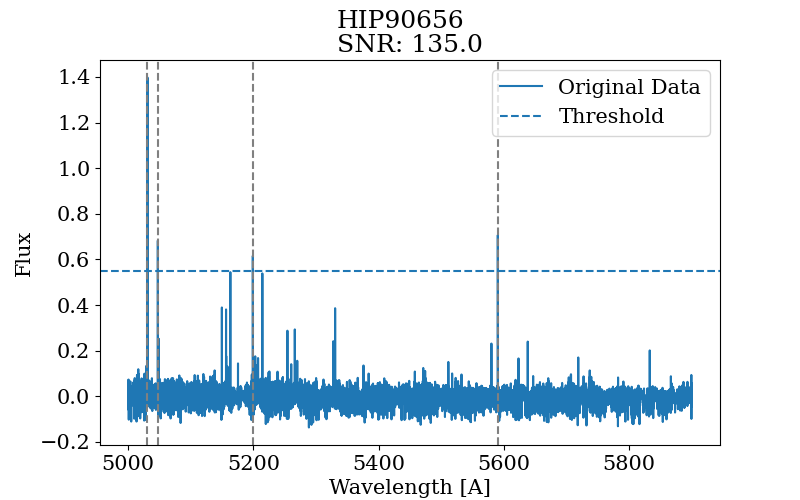 HIP90656
SNR: 135.0
Original Data
Threshold
Flux
1.4
1.2
1.0
0.8
0.6
0.4
0.2
0.0
−0.2
5000 5200 5400 5600 5800
Wavelength [A]